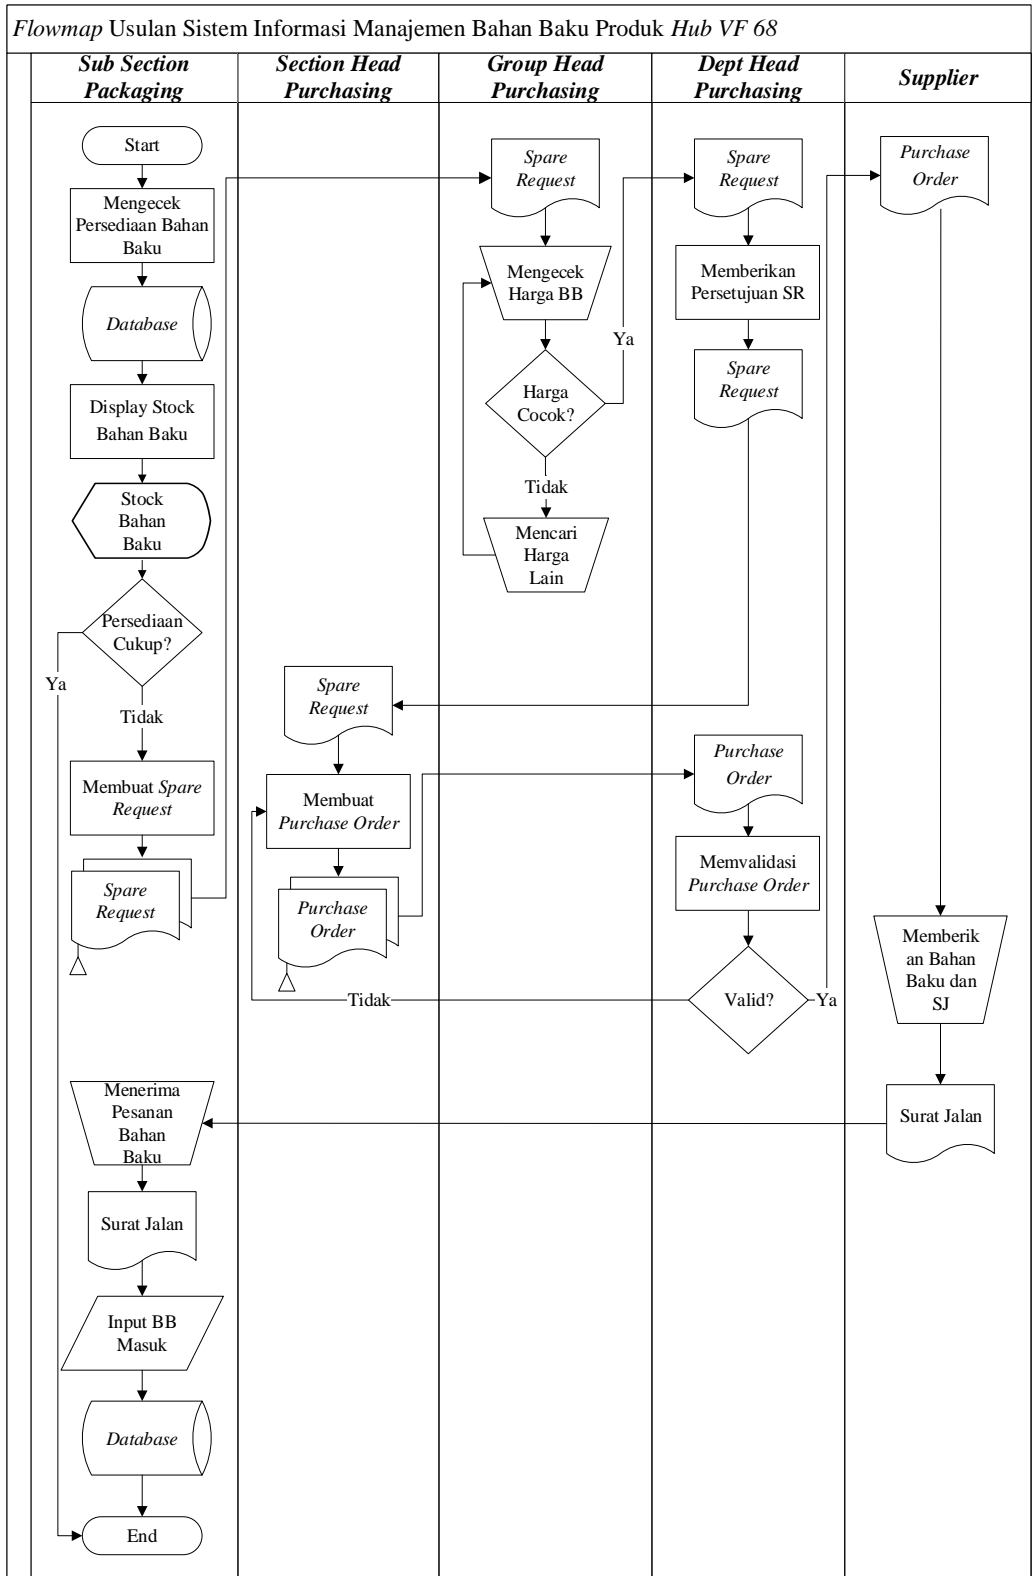 Flowmap Usulan Sistem Informasi Manajemen Bahan Baku Produk Hub VF 68
Sub Section
Packaging
Section Head
Purchasing
Group Head
Purchasing
Dept Head
Purchasing
Supplier
Start
Mengecek
Persediaan Bahan
Baku
Database
Display Stock
Bahan Baku
Stock
Bahan
Baku
Persediaan
Cukup?
Ya
Tidak
Membuat Spare
Request
Spare
Request
Menerima
Pesanan
Bahan
Baku
Surat Jalan
Input BB
Masuk
Database
End
Spare
Request
Membuat
Purchase Order
Purchase
Order
Tidak
Spare
Request
Mengecek
Harga BB
Harga
Cocok?
Ya
Tidak
Mencari
Harga
Lain
Spare
Request
Memberikan
Persetujuan SR
Spare
Request
Purchase
Order
Memvalidasi
Purchase Order
Valid?
Ya
Purchase
Order
Memberik
an Bahan
Baku dan
SJ
Surat Jalan